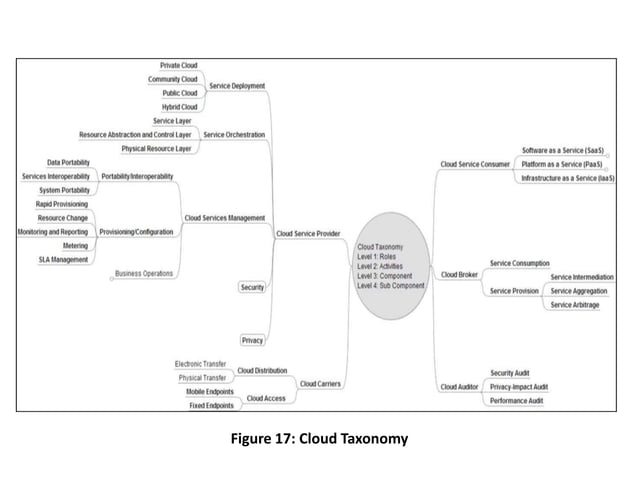 Private Cloud
Community Cloud
Public Cloud
Hybrid Cloud
Service Deployment
Service Layer
Resource Abstraction and Control Layer
Physical Resource Layer
Service Orchestration
Data Portability
Services Interoperability
System Portability
Portability/Interoperability
Rapid Provisioning
Resource Change
Monitoring and Reporting
Metering
SLA Management
Provisioning/Configuration
Business Operations
Cloud Services Management
Security
Privacy
Cloud Service Provider
Electronic Transfer
Physical Transfer
Cloud Distribution
Mobile Endpoints
Fixed Endpoints
Cloud Access
Cloud Carriers
Cloud Taxonomy
Level 1: Roles
Level 2: Activities
Level 3: Component
Level 4: Sub Component
Cloud Service Consumer
Software as a Service (SaaS)
Platform as a Service (PaaS)
Infrastructure as a Service (IaaS)
Cloud Broker
Service Consumption
Service Provision
Service Intermediation
Service Aggregation
Service Arbitrage
Cloud Auditor
Security Audit
Privacy-Impact Audit
Performance Audit
Figure 17: Cloud Taxonomy